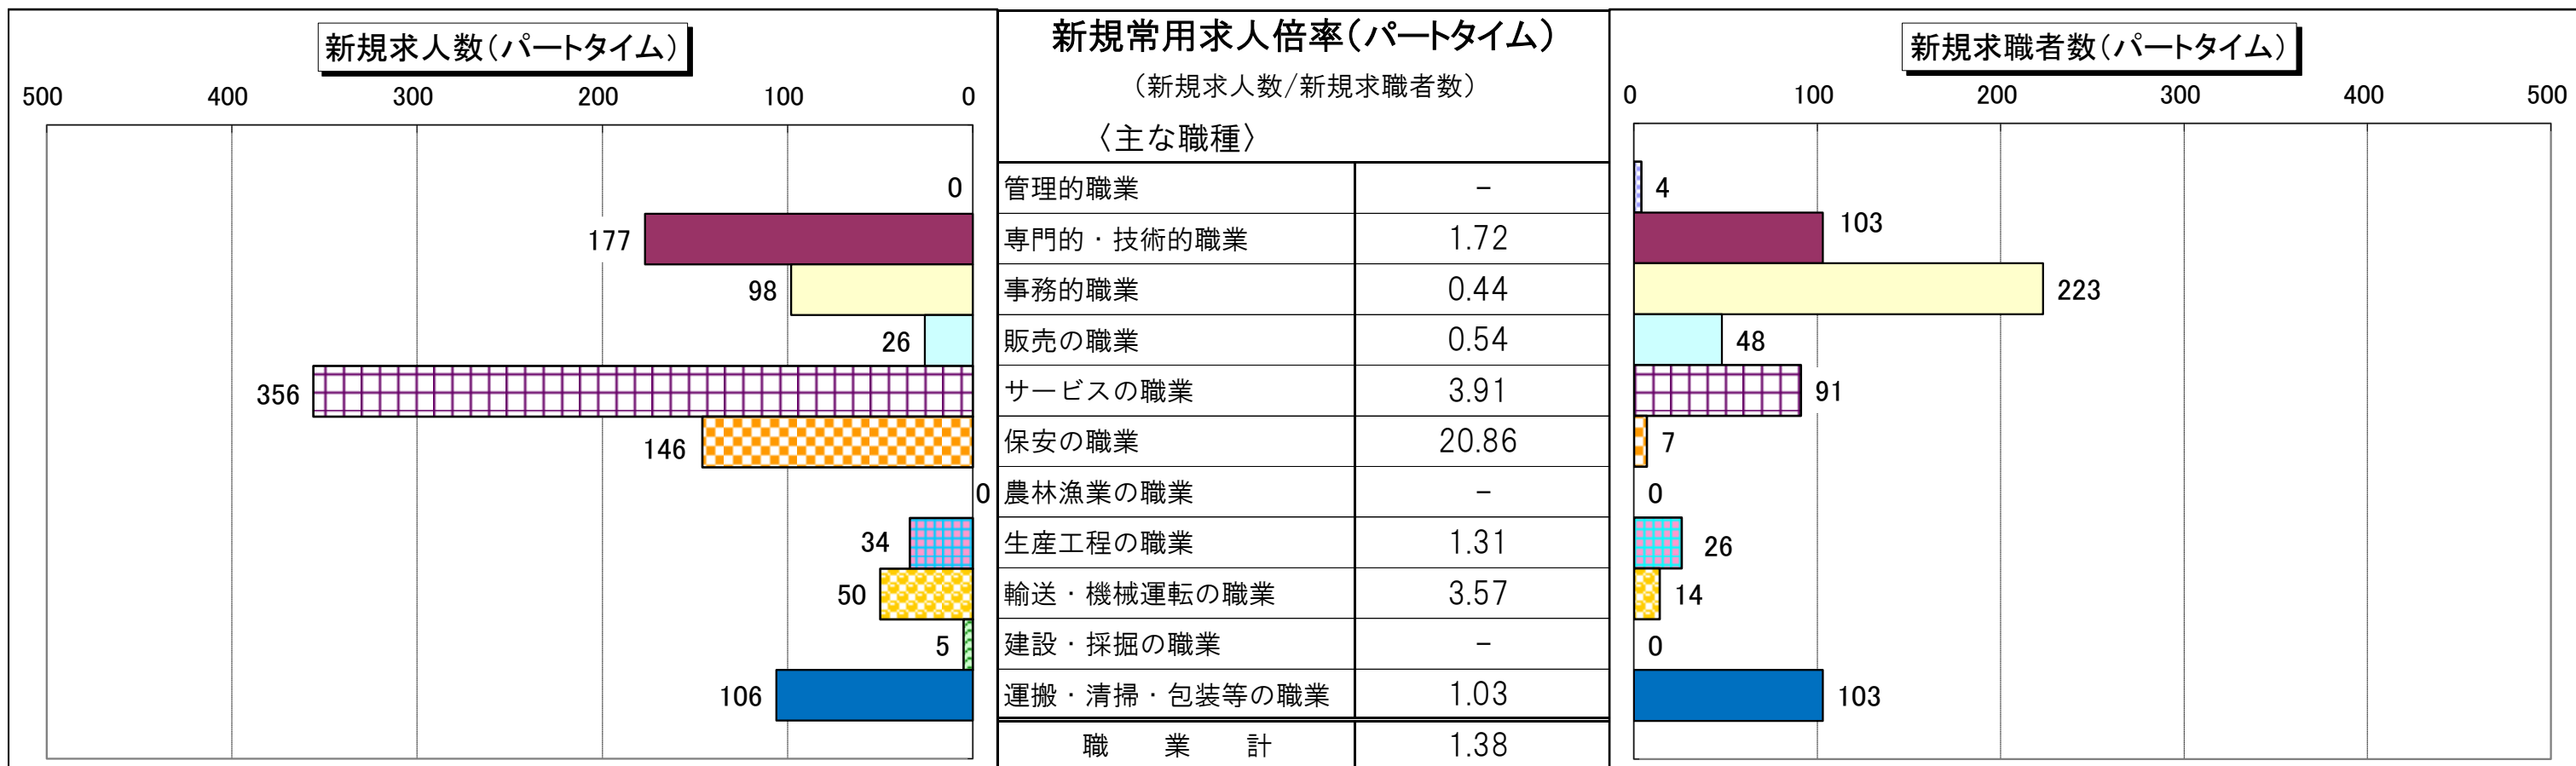 新規求人数(パートタイム)
500 400 300 200 100 0
0
177
98
26
356
146
0
34
50
5
106
新規常用求人倍率(パートタイム)
(新規求人数/新規求職者数)
〈主な職種〉
管理的職業 −
専門的・技術的職業 1.72
事務的職業 0.44
販売の職業 0.54
サービスの職業 3.91
保安の職業 20.86
農林漁業の職業 −
生産工程の職業 1.31
輸送・機械運転の職業 3.57
建設・採掘の職業 −
運搬・清掃・包装等の職業 1.03
職 業 計 1.38
新規求職者数(パートタイム)
0 100 200 300 400 500
4
103
223
48
91
7
0
26
14
0
103